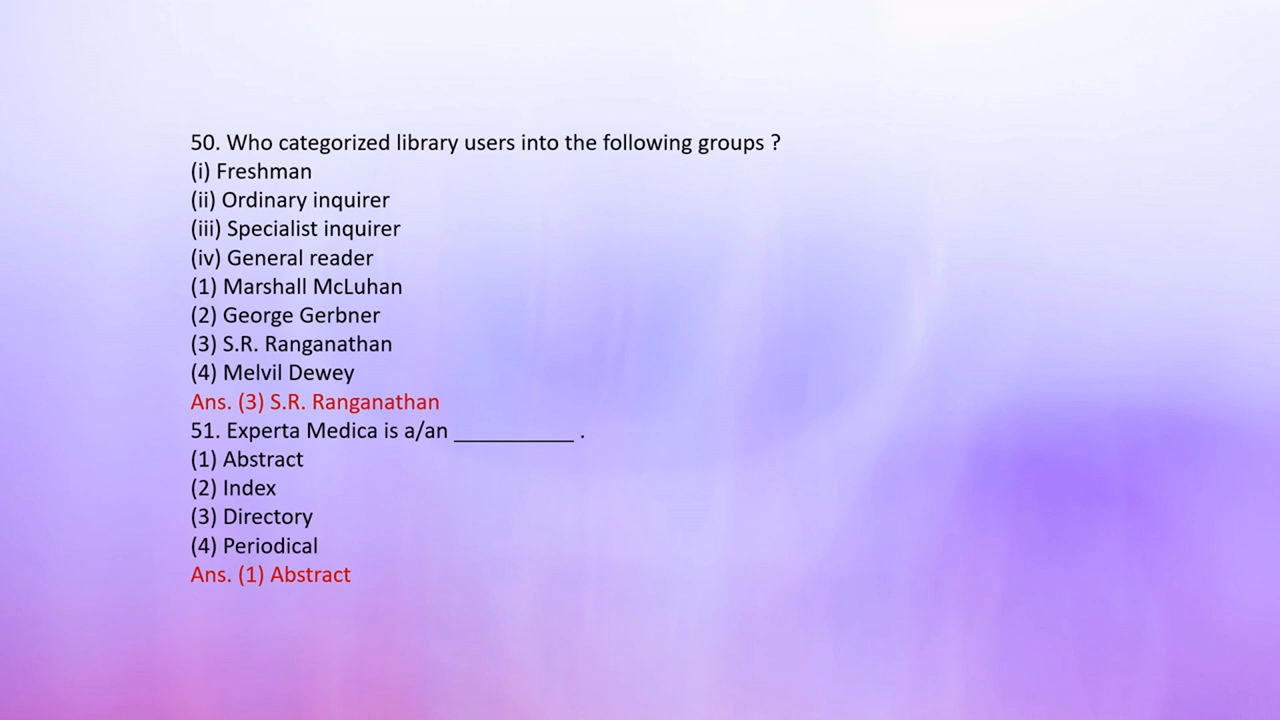 50. Who categorized library users into the following groups ?
(i) Freshman
(ii) Ordinary inquirer
(iii) Specialist inquirer
(iv) General reader
(1) Marshall McLuhan
(2) George Gerbner
(3) S.R. Ranganathan
(4) Melvil Dewey
Ans. (3) S.R. Ranganathan
51. Experta Medica is a/an __________ .
(1) Abstract
(2) Index
(3) Directory
(4) Periodical
Ans. (1) Abstract